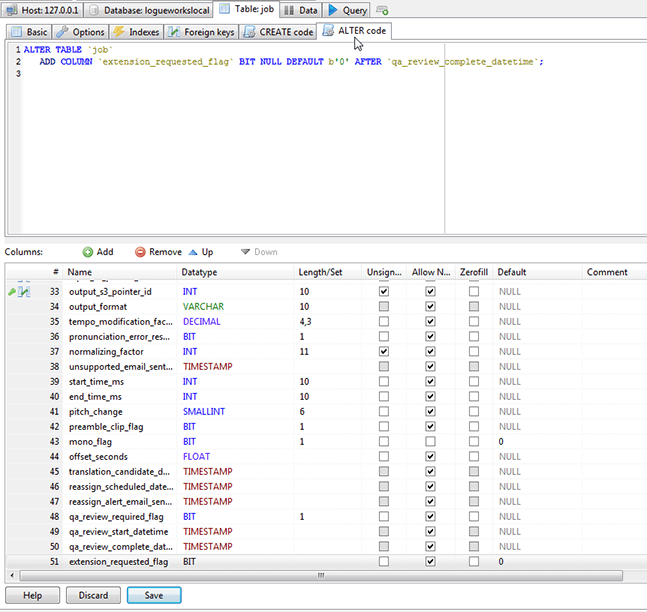 Host: 127.0.0.1 Database: logueworkslocal Table: job Data Query
Basic Options Indexes Foreign keys CREATE code ALTER code
1 ALTER TABLE `job`
2 ADD COLUMN `extension_requested_flag` BIT NULL DEFAULT b'0' AFTER `qa_review_complete_datetime`;
3
Columns: Add Remove Up Down
# Name Datatype Length/Set Unsign... Allow N... Zerofill Default Comment
33 output_s3_pointer_id INT 10 NULL
34 output_format VARCHAR 10 NULL
35 tempo_modification_fac... DECIMAL 4,3 NULL
36 pronunciation_error_res... BIT 1 NULL
37 normalizing_factor INT 11 NULL
38 unsupported_email_sent... TIMESTAMP NULL
39 start_time_ms INT 10 NULL
40 end_time_ms INT 10 NULL
41 pitch_change SMALLINT 6 NULL
42 preamble_clip_flag BIT 1 NULL
43 mono_flag BIT 1 0
44 offset_seconds FLOAT NULL
45 translation_candidate_d... TIMESTAMP NULL
46 reassign_scheduled_date... TIMESTAMP NULL
47 reassign_alert_email_sen... TIMESTAMP NULL
48 qa_review_required_flag BIT 1 NULL
49 qa_review_start_datetime TIMESTAMP NULL
50 qa_review_complete_dat... TIMESTAMP NULL
51 extension_requested_flag BIT 0
Help Discard Save